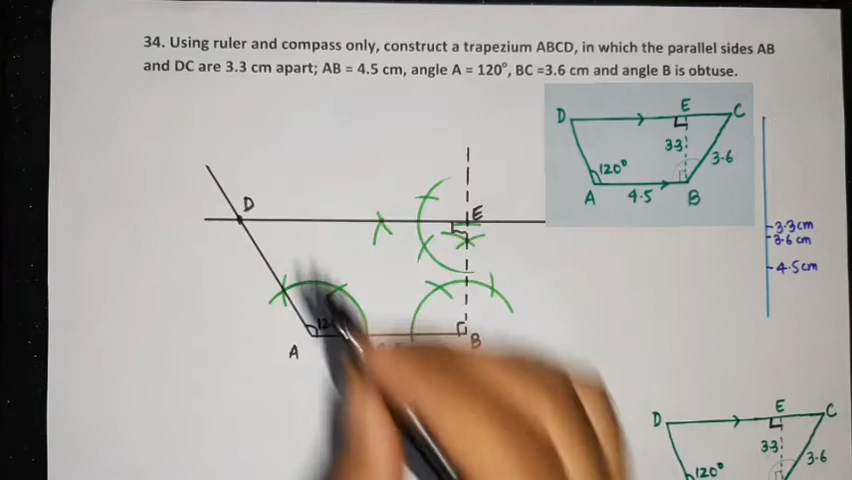 34. Using ruler and compass only, construct a trapezium ABCD, in which the parallel sides AB
and DC are 3.3 cm apart; AB = 4.5 cm, angle A = 120°, BC =3.6 cm and angle B is obtuse.
D E C
3.3
120° 3.6
A 4.5 B
D E
A B
3.3cm
3.6cm
4.5cm
D E C
3.3
120° 3.6